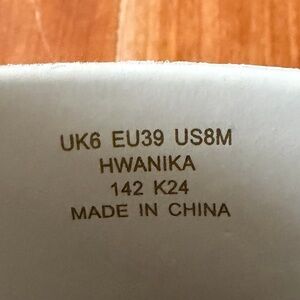 UK6 EU39 US8M
HWANIKA
142 K24
MADE IN CHINA